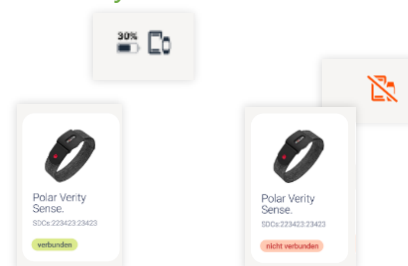 30%
Polar Verity
Sense.
SDCs:223423:23423
verbunden
Polar Verity
Sense.
SDCs:223423:23423
nicht verbunden